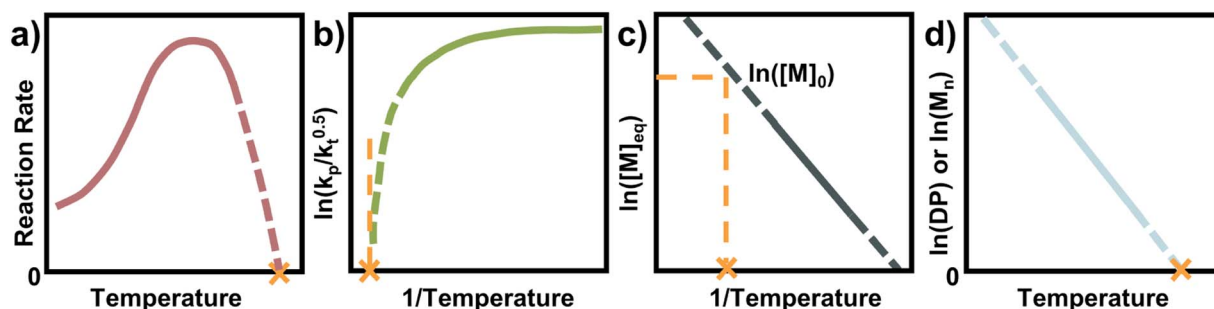 a)
Reaction Rate
0
Temperature
b)
ln(kₚ/kₜ⁰·⁵)
1/Temperature
c)
ln([M]₀)
ln([M]ₑq)
1/Temperature
d)
ln(DP) or ln(Mₙ)
0
Temperature